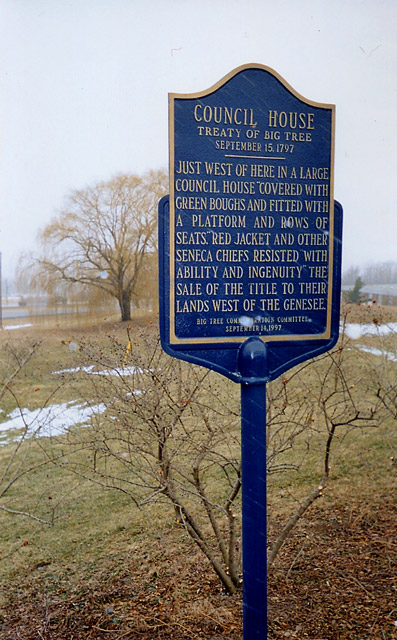 COUNCIL HOUSE
TREATY OF BIG TREE
SEPTEMBER 15, 1797
JUST WEST OF HERE IN A LARGE
COUNCIL HOUSE "COVERED WITH
GREEN BOUGHS AND FITTED WITH
A PLATFORM AND ROWS OF
SEATS," RED JACKET AND OTHER
SENECA CHIEFS RESISTED "WITH
ABILITY AND INGENUITY" THE
SALE OF THE TITLE TO THEIR
LANDS WEST OF THE GENESEE.
BIG TREE COMMEMORATION COMMITTEE
SEPTEMBER 14, 1997